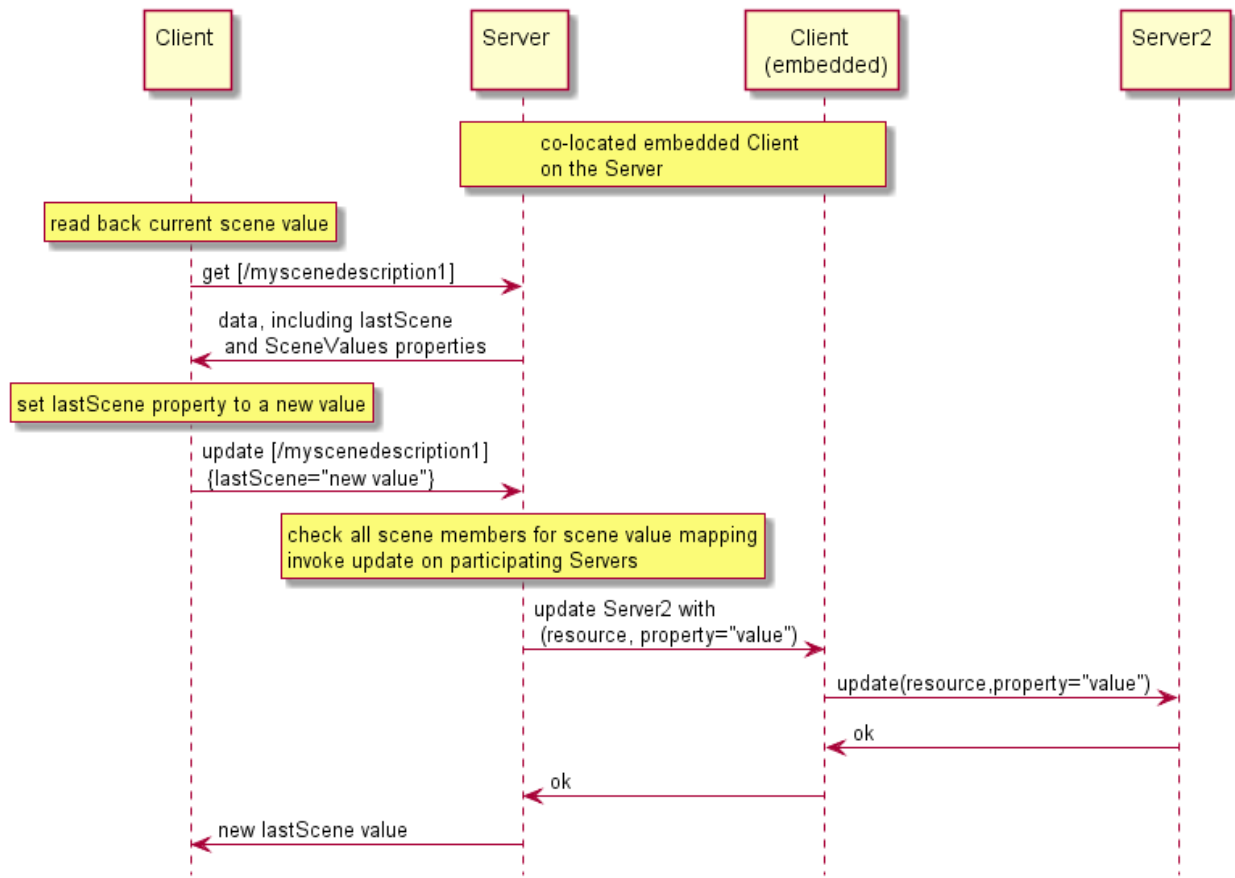 Client
Server
Client
(embedded)
Server2
co-located embedded Client
on the Server
read back current scene value
get [/myscenedescription1]
data, including lastScene
and SceneValues properties
set lastScene property to a new value
update [/myscenedescription1]
{lastScene="new value"}
check all scene members for scene value mapping
invoke update on participating Servers
update Server2 with
(resource, property="value")
update(resource,property="value")
ok
ok
new lastScene value